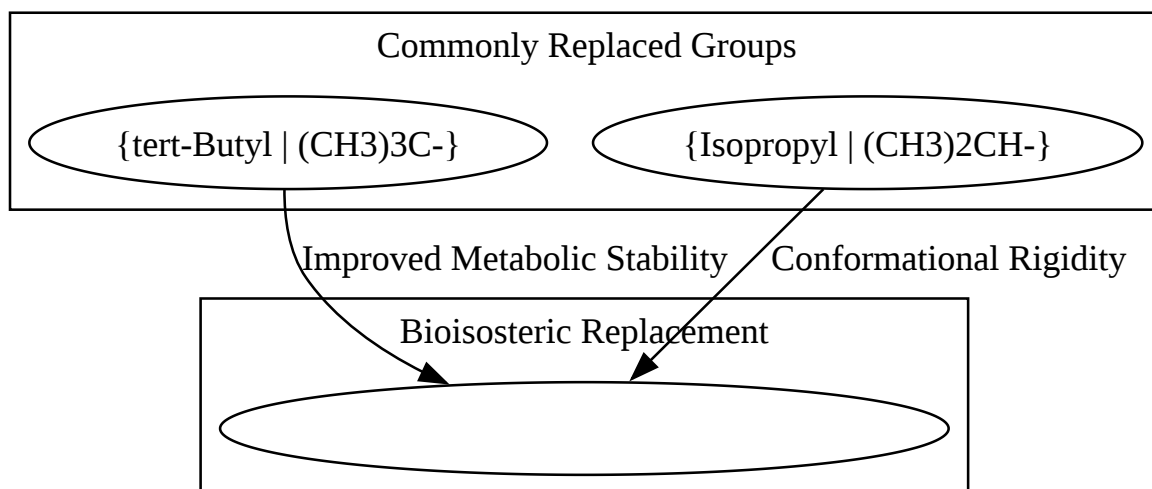 Commonly Replaced Groups
{tert-Butyl | (CH3)3C-}
{Isopropyl | (CH3)2CH-}
Improved Metabolic Stability
Conformational Rigidity
Bioisosteric Replacement